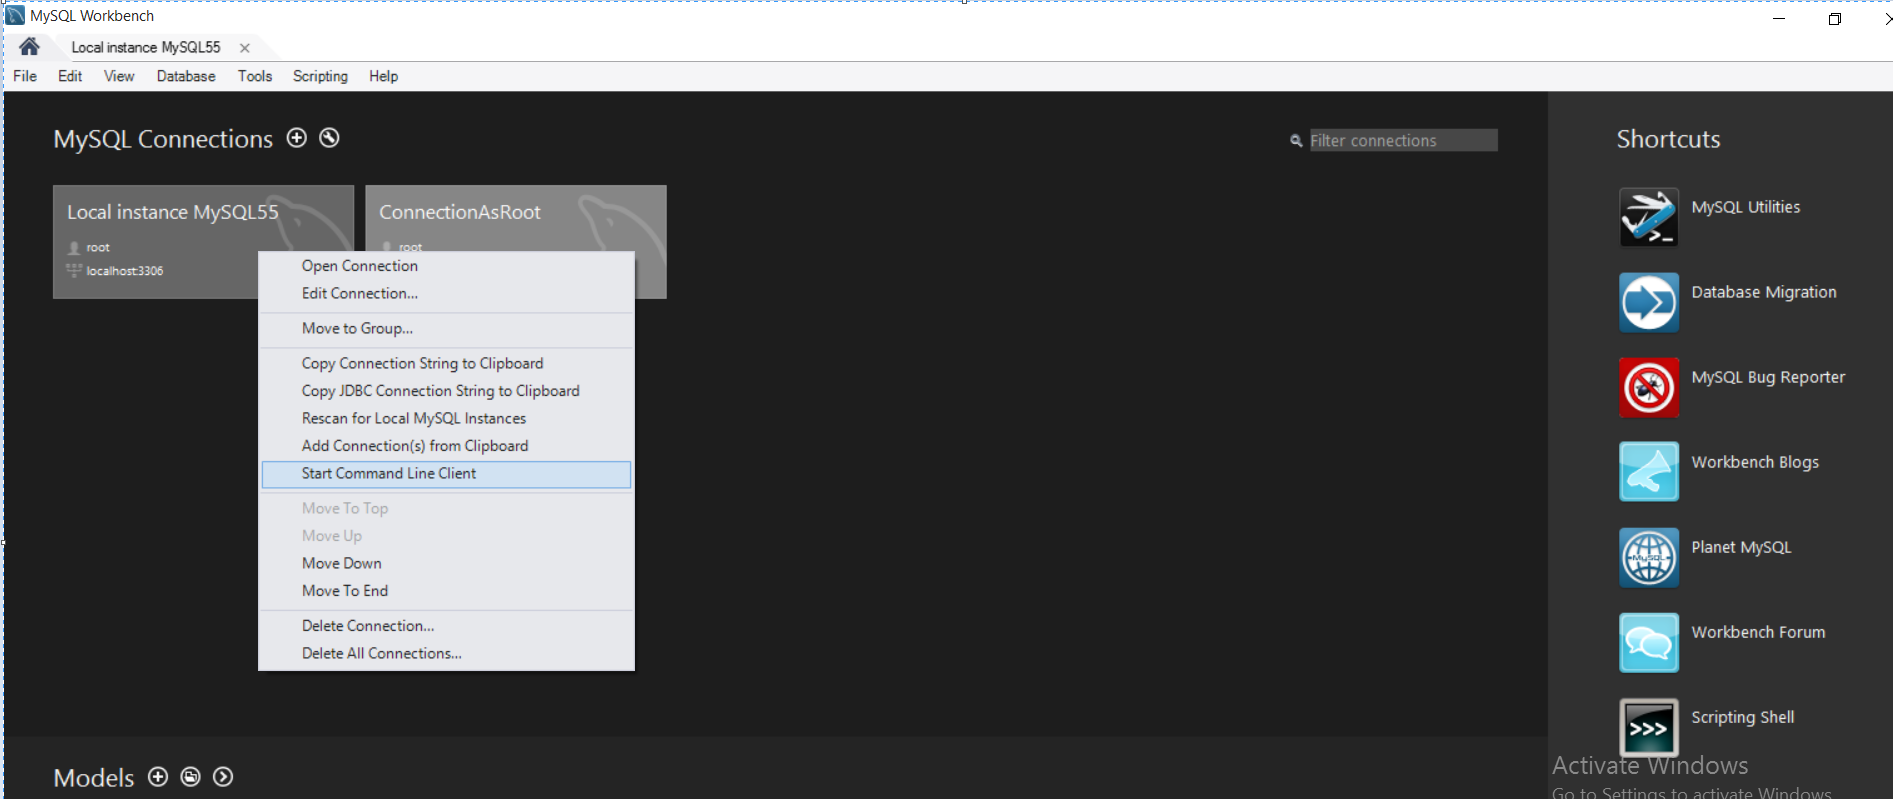 MySQL Workbench
Local instance MySQL55
File Edit View Database Tools Scripting Help
MySQL Connections
Filter connections
Shortcuts
Local instance MySQL55
root
localhost:3306
ConnectionAsRoot
root
Open Connection
Edit Connection...
Move to Group...
Copy Connection String to Clipboard
Copy JDBC Connection String to Clipboard
Rescan for Local MySQL Instances
Add Connection(s) from Clipboard
Start Command Line Client
Move To Top
Move Up
Move Down
Move To End
Delete Connection...
Delete All Connections...
MySQL Utilities
Database Migration
MySQL Bug Reporter
Workbench Blogs
MySQL
Planet MySQL
Workbench Forum
>>>
Scripting Shell
Models
Activate Windows
Go to Settings to activate Windows